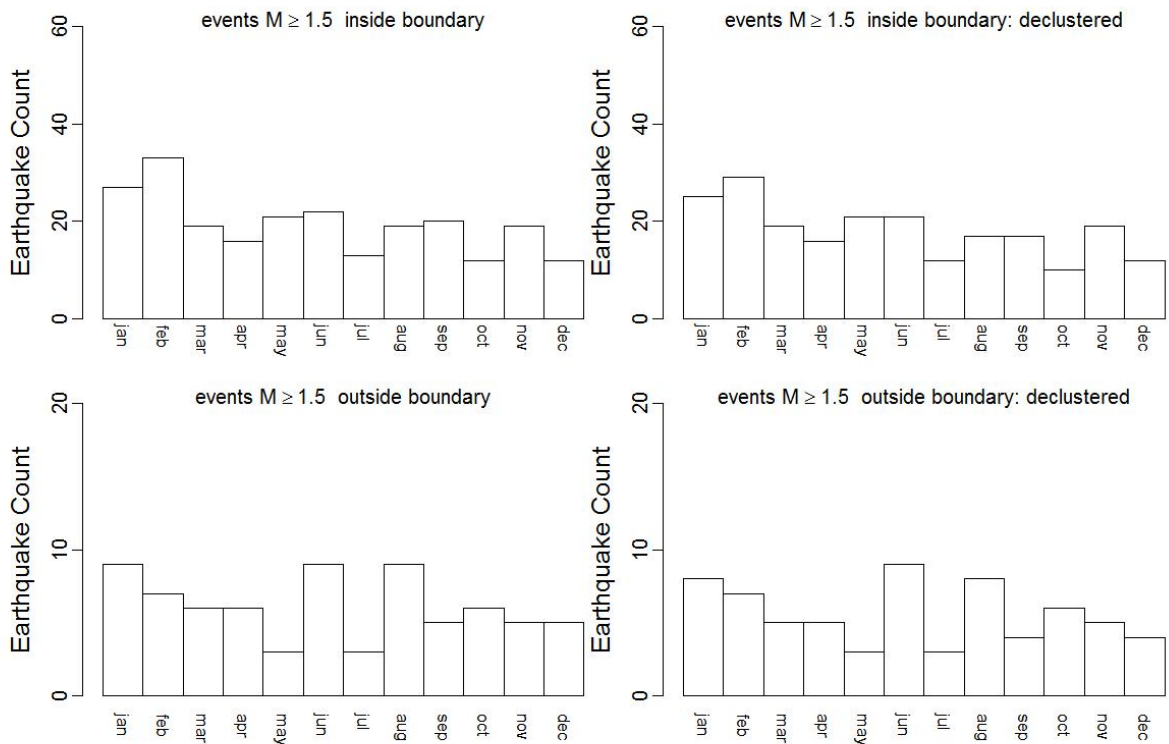 events M ≥ 1.5 inside boundary
Earthquake Count
60
40
20
0
jan feb mar apr may jun jul aug sep oct nov dec
events M ≥ 1.5 inside boundary: declustered
Earthquake Count
60
40
20
0
jan feb mar apr may jun jul aug sep oct nov dec
events M ≥ 1.5 outside boundary
Earthquake Count
20
10
0
jan feb mar apr may jun jul aug sep oct nov dec
events M ≥ 1.5 outside boundary: declustered
Earthquake Count
20
10
0
jan feb mar apr may jun jul aug sep oct nov dec